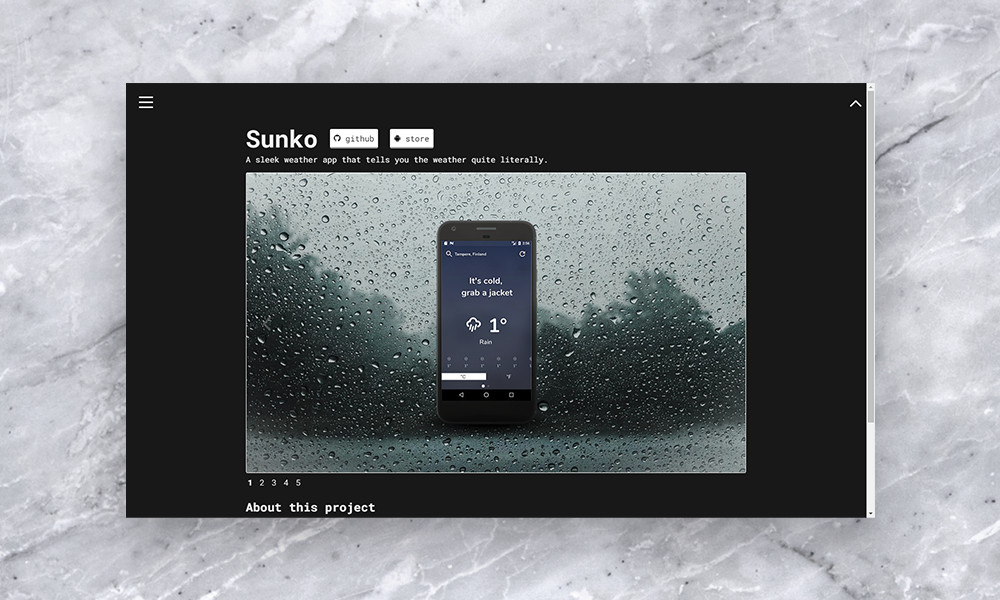 Sunko
github
store
A sleek weather app that tells you the weather quite literally.
Tampere, Finland
It's cold,
grab a jacket
1°
Rain
°C
°F
1 2 3 4 5
About this project